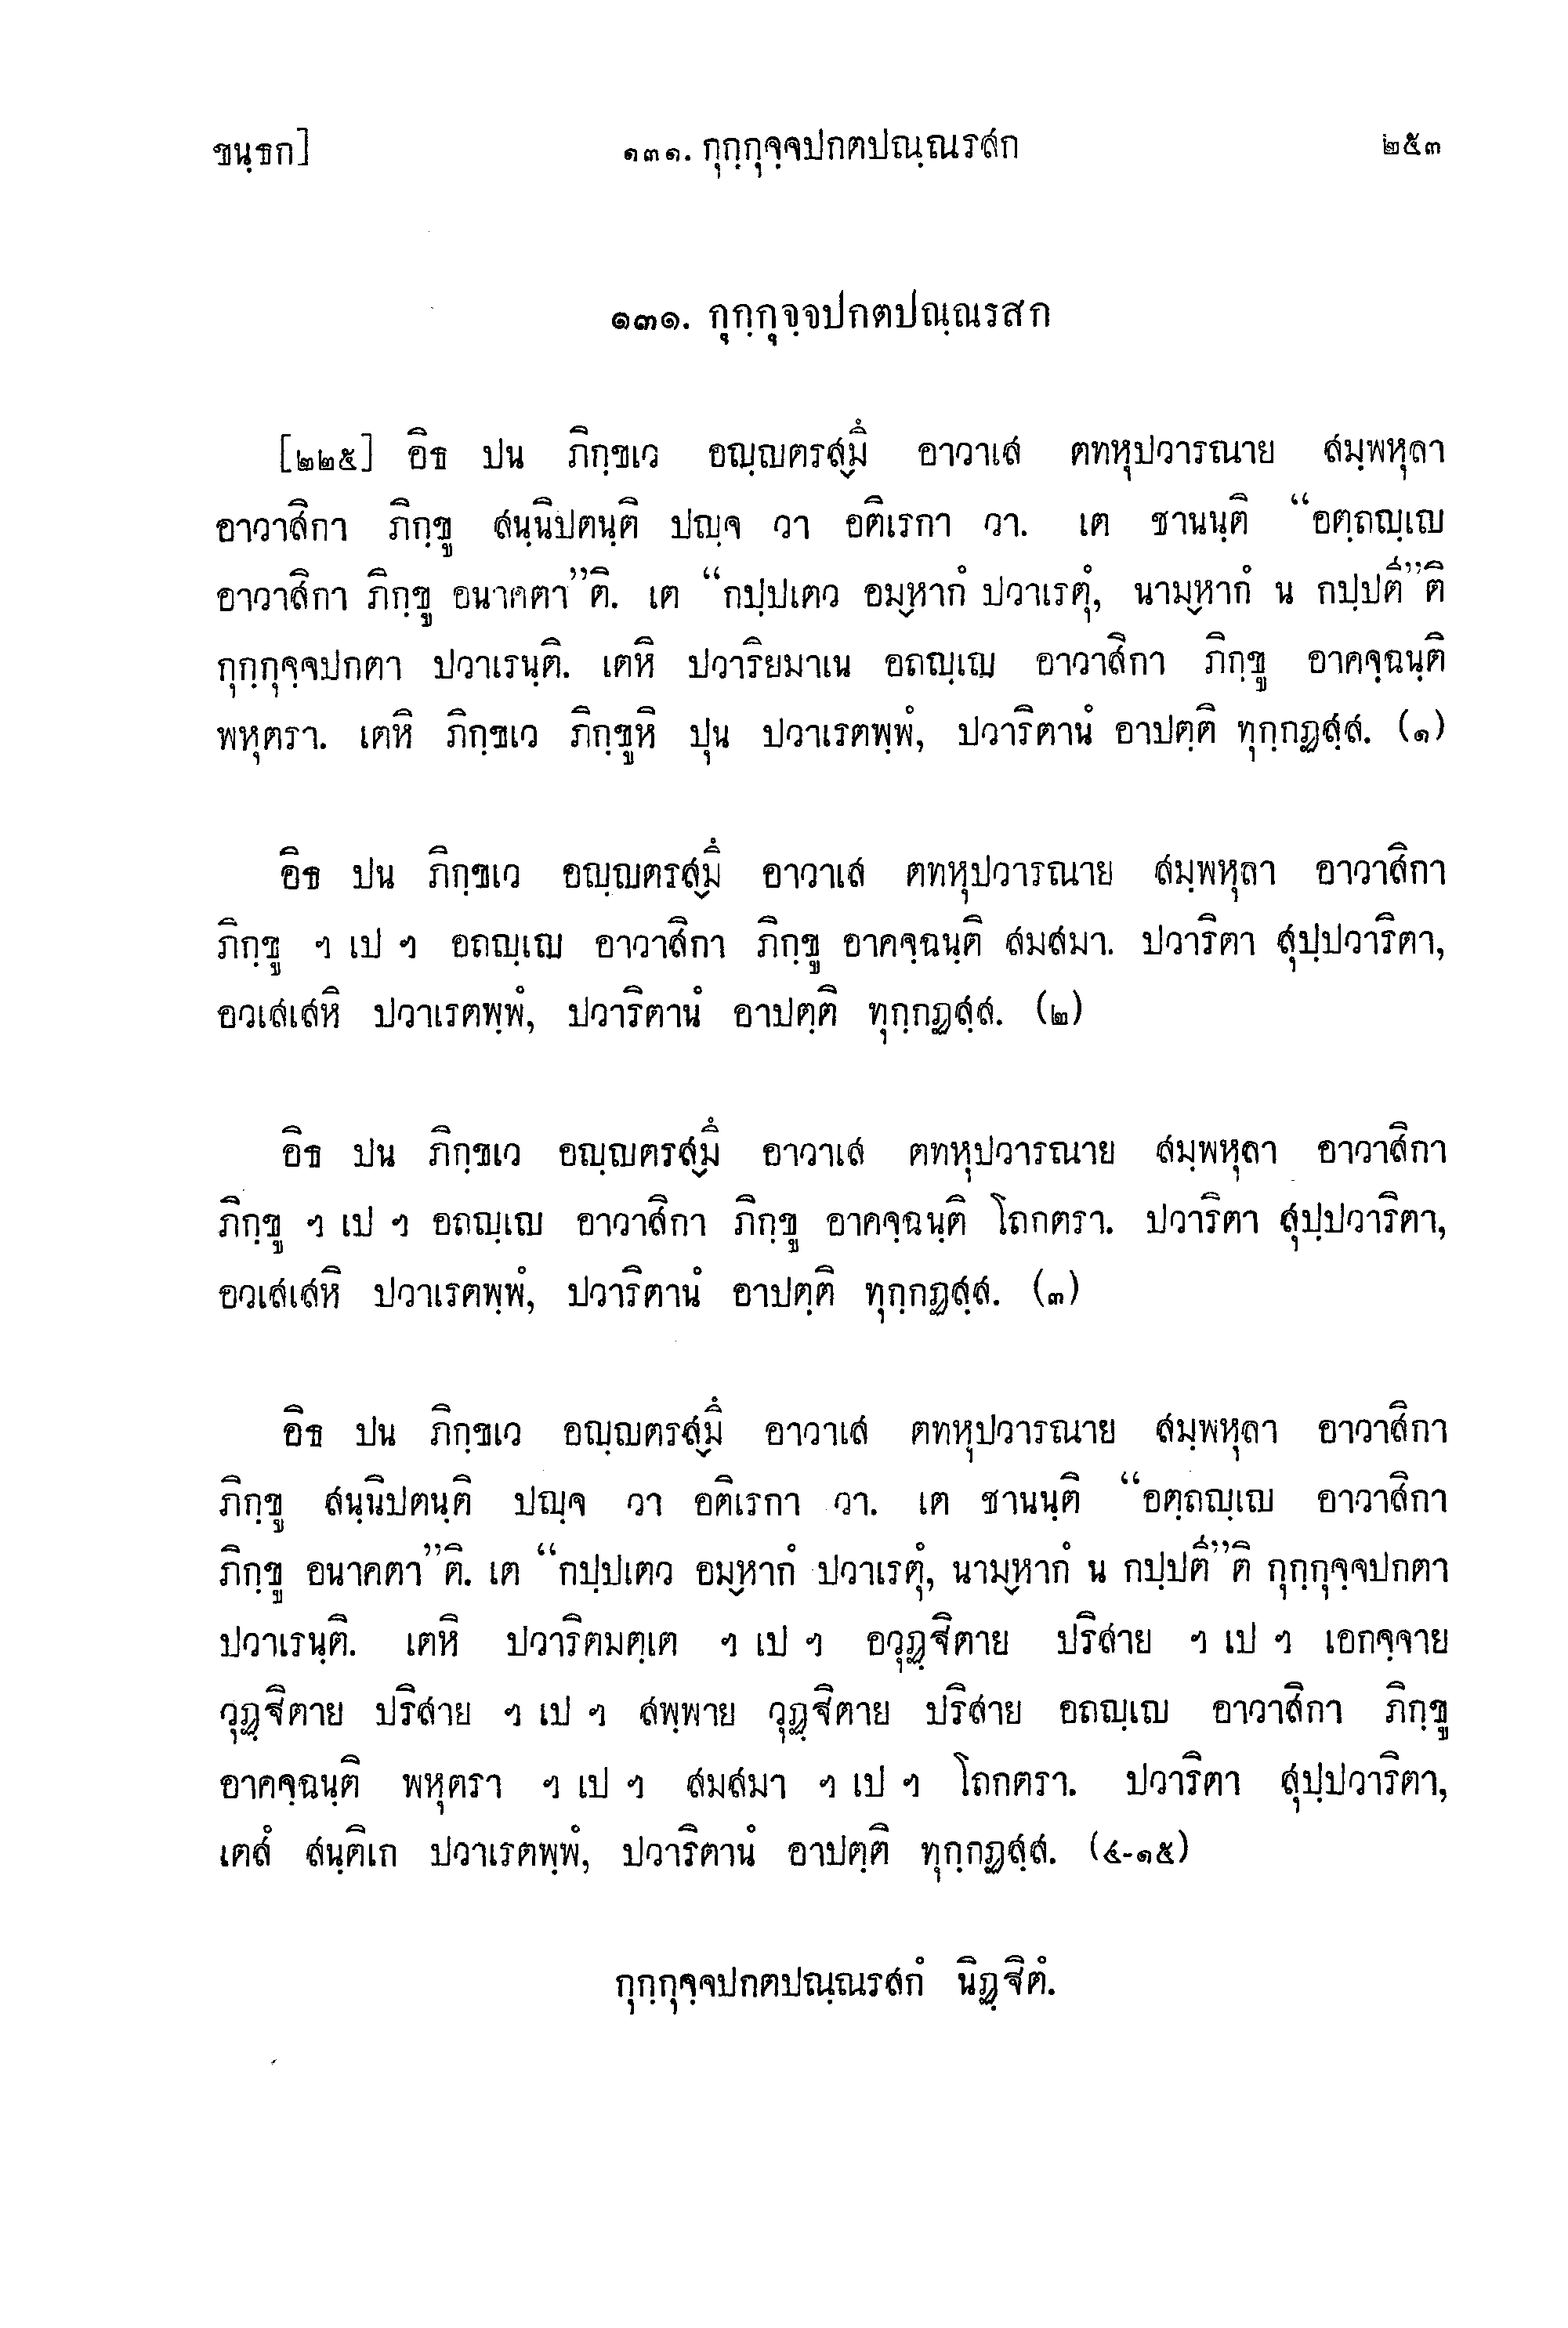 ขนฺธก]
๑๓๑. กุกฺกุจฺจปกตปณฺณรสก
๒๕๓
๑๓๑. กุกฺกุจฺจปกตปณฺณรสก
[๒๒๕] อิธ ปน ภิกฺขเว อญฺญตรสฺมึ อาวาเส ตทหุปวารณาย สมฺพหุลา
อาวาสิกา ภิกฺขู สนฺนิปตนฺติ ปญฺจ วา อติเรกา วา. เต ชานนฺติ “อตฺถญฺเญ
อาวาสิกา ภิกฺขู อนาคตา”ติ. เต “กปฺปเตว อมฺหากํ ปวาเรตุํ, นามฺหากํ น กปฺปตี”ติ
กุกฺกุจฺจปกตา ปวาเรนฺติ. เตหิ ปวาริยมาเน อถญฺเญ อาวาสิกา ภิกฺขู อาคจฺฉนฺติ
พหุตรา. เตหิ ภิกฺขเว ภิกฺขูหิ ปุน ปวาเรตพฺพํ, ปวาริตานํ อาปตฺติ ทุกฺกฏสฺส. (๑)
อิธ ปน ภิกฺขเว อญฺญตรสฺมึ อาวาเส ตทหุปวารณาย สมฺพหุลา อาวาสิกา
ภิกฺขู ฯ เป ฯ อถญฺเญ อาวาสิกา ภิกฺขู อาคจฺฉนฺติ สมสมา. ปวาริตา สุปฺปวาริตา,
อวเสเสหิ ปวาเรตพฺพํ, ปวาริตานํ อาปตฺติ ทุกฺกฏสฺส. (๒)
อิธ ปน ภิกฺขเว อญฺญตรสฺมึ อาวาเส ตทหุปวารณาย สมฺพหุลา อาวาสิกา
ภิกฺขู ฯ เป ฯ อถญฺเญ อาวาสิกา ภิกฺขู อาคจฺฉนฺติ โถกตรา. ปวาริตา สุปฺปวาริตา,
อวเสเสหิ ปวาเรตพฺพํ, ปวาริตานํ อาปตฺติ ทุกฺกฏสฺส. (๓)
อิธ ปน ภิกฺขเว อญฺญตรสฺมึ อาวาเส ตทหุปวารณาย สมฺพหุลา อาวาสิกา
ภิกฺขู สนฺนิปตนฺติ ปญฺจ วา อติเรกา วา. เต ชานนฺติ “อตฺถญฺเญ อาวาสิกา
ภิกฺขู อนาคตา”ติ. เต “กปฺปเตว อมฺหากํ ปวาเรตุํ, นามฺหากํ น กปฺปตี”ติ กุกฺกุจฺจปกตา
ปวาเรนฺติ. เตหิ ปวาริตมตฺเต ฯ เป ฯ อวุฏฺฐิตาย ปริสาย ฯ เป ฯ เอกจฺจาย
วุฏฺฐิตาย ปริสาย ฯ เป ฯ สพฺพาย วุฏฺฐิตาย ปริสาย อถญฺเญ อาวาสิกา ภิกฺขู
อาคจฺฉนฺติ พหุตรา ฯ เป ฯ สมสมา ฯ เป ฯ โถกตรา. ปวาริตา สุปฺปวาริตา,
เตสํ สนฺติเก ปวาเรตพฺพํ, ปวาริตานํ อาปตฺติ ทุกฺกฏสฺส. (๔-๑๕)
กุกฺกุจฺจปกตปณฺณรสกํ นิฏฺฐิตํ.